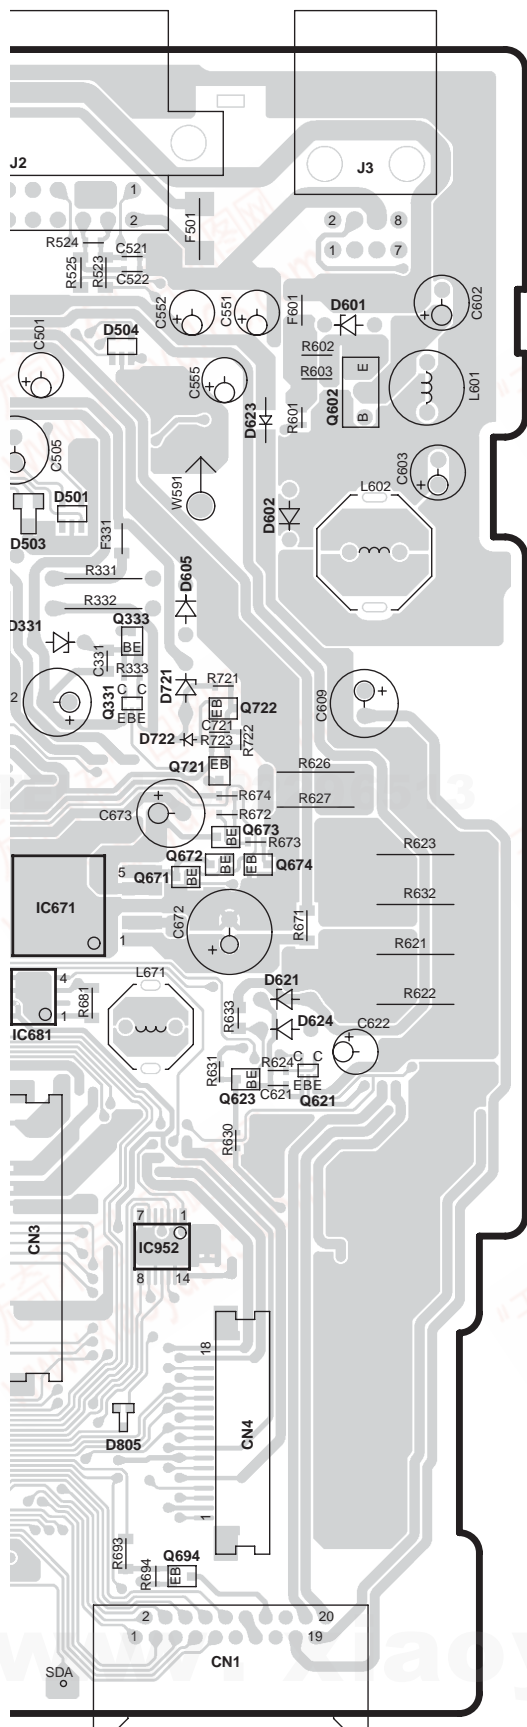 J2
J3
1
2
2 8
1 7
F501
R524
C521
R525
R523
C522
C552
C551
F601
D601
C602
C501
D504
R602
E
R603
Q602
B
L601
C555
D623
R601
C505
W591
C603
L602
D501
D503
D602
F331
R331
D605
R332
Q333
D331
BE
C331
R333
D721
R721
C C
Q331
EB
Q722
2
EBE
C721
C609
D722
R723
R722
Q721
EB
R626
R674
R627
C673
R672
Q673
BE
R673
R623
Q672
5
Q671
BE
BE
EB
Q674
IC671
R632
C672
R671
1
R621
L671
4
D621
R622
R681
R633
1
D624
C622
IC681
R631
R624
C C
BE
Q623
C621
EBE
Q621
R630
7 1
CN3
IC952
8 14
18
D805
CN4
1
R693
R694
Q694
EB
2 20
1 19
CN1
SDA